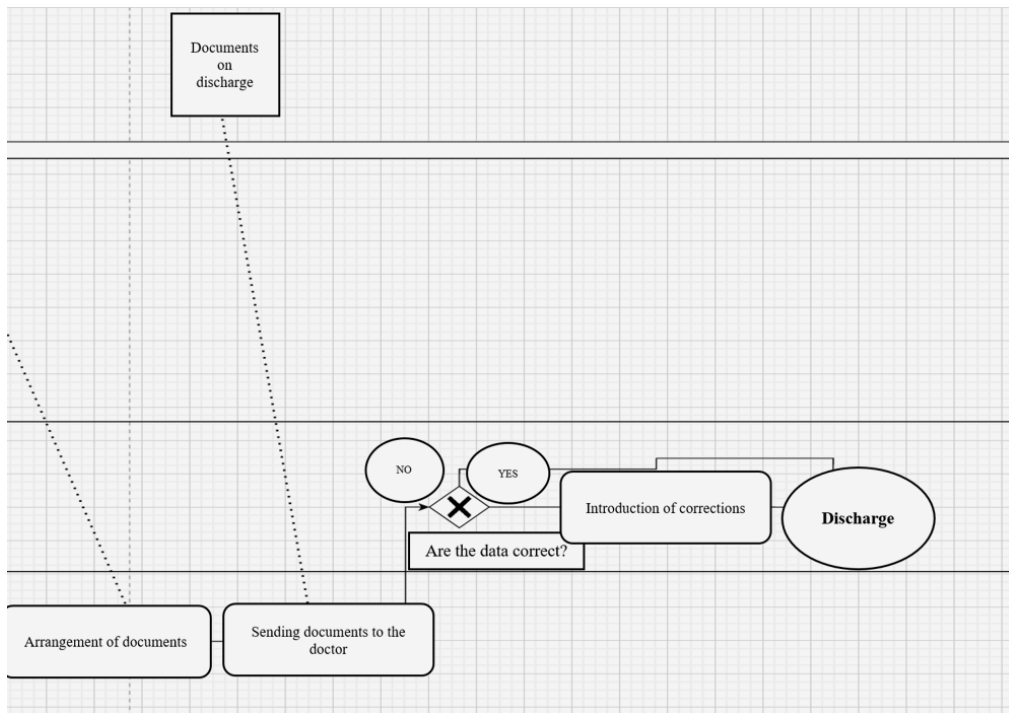 Documents
on
discharge
NO
YES
Introduction of corrections
Discharge
Are the data correct?
Arrangement of documents
Sending documents to the
doctor